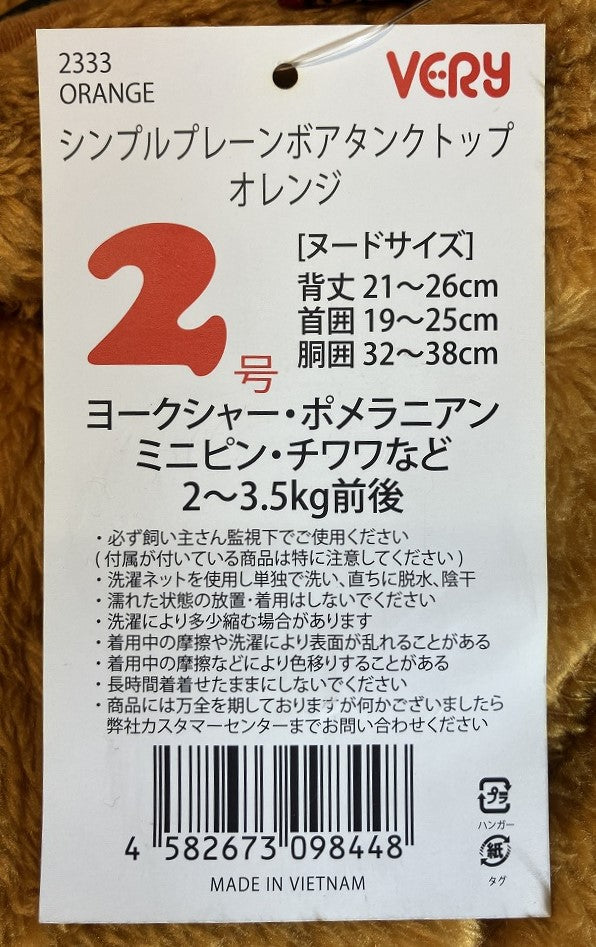 2333
VERY
ORANGE
シンプルプレーンボアタンクトップ
オレンジ
2号
[ヌードサイズ]
背丈 21〜26cm
首囲 19〜25cm
胴囲 32〜38cm
ヨークシャー・ポメラニアン
ミニピン・チワワなど
2〜3.5kg前後
・必ず飼い主さん監視下でご使用ください
(付属が付いている商品は特に注意してください)
・洗濯ネットを使用し単独で洗い、直ちに脱水、陰干
・濡れた状態の放置・着用はしないでください
・洗濯により多少縮む場合があります
・着用中の摩擦や洗濯により表面が乱れることがある
・着用中の摩擦などにより色移りすることがある
・長時間着着せたままにしないでください
・商品には万全を期しておりますが何かございましたら
弊社カスタマーセンターまでお問い合わせください
プラ
ハンガー
紙
タグ
4 582673 098448
MADE IN VIETNAM